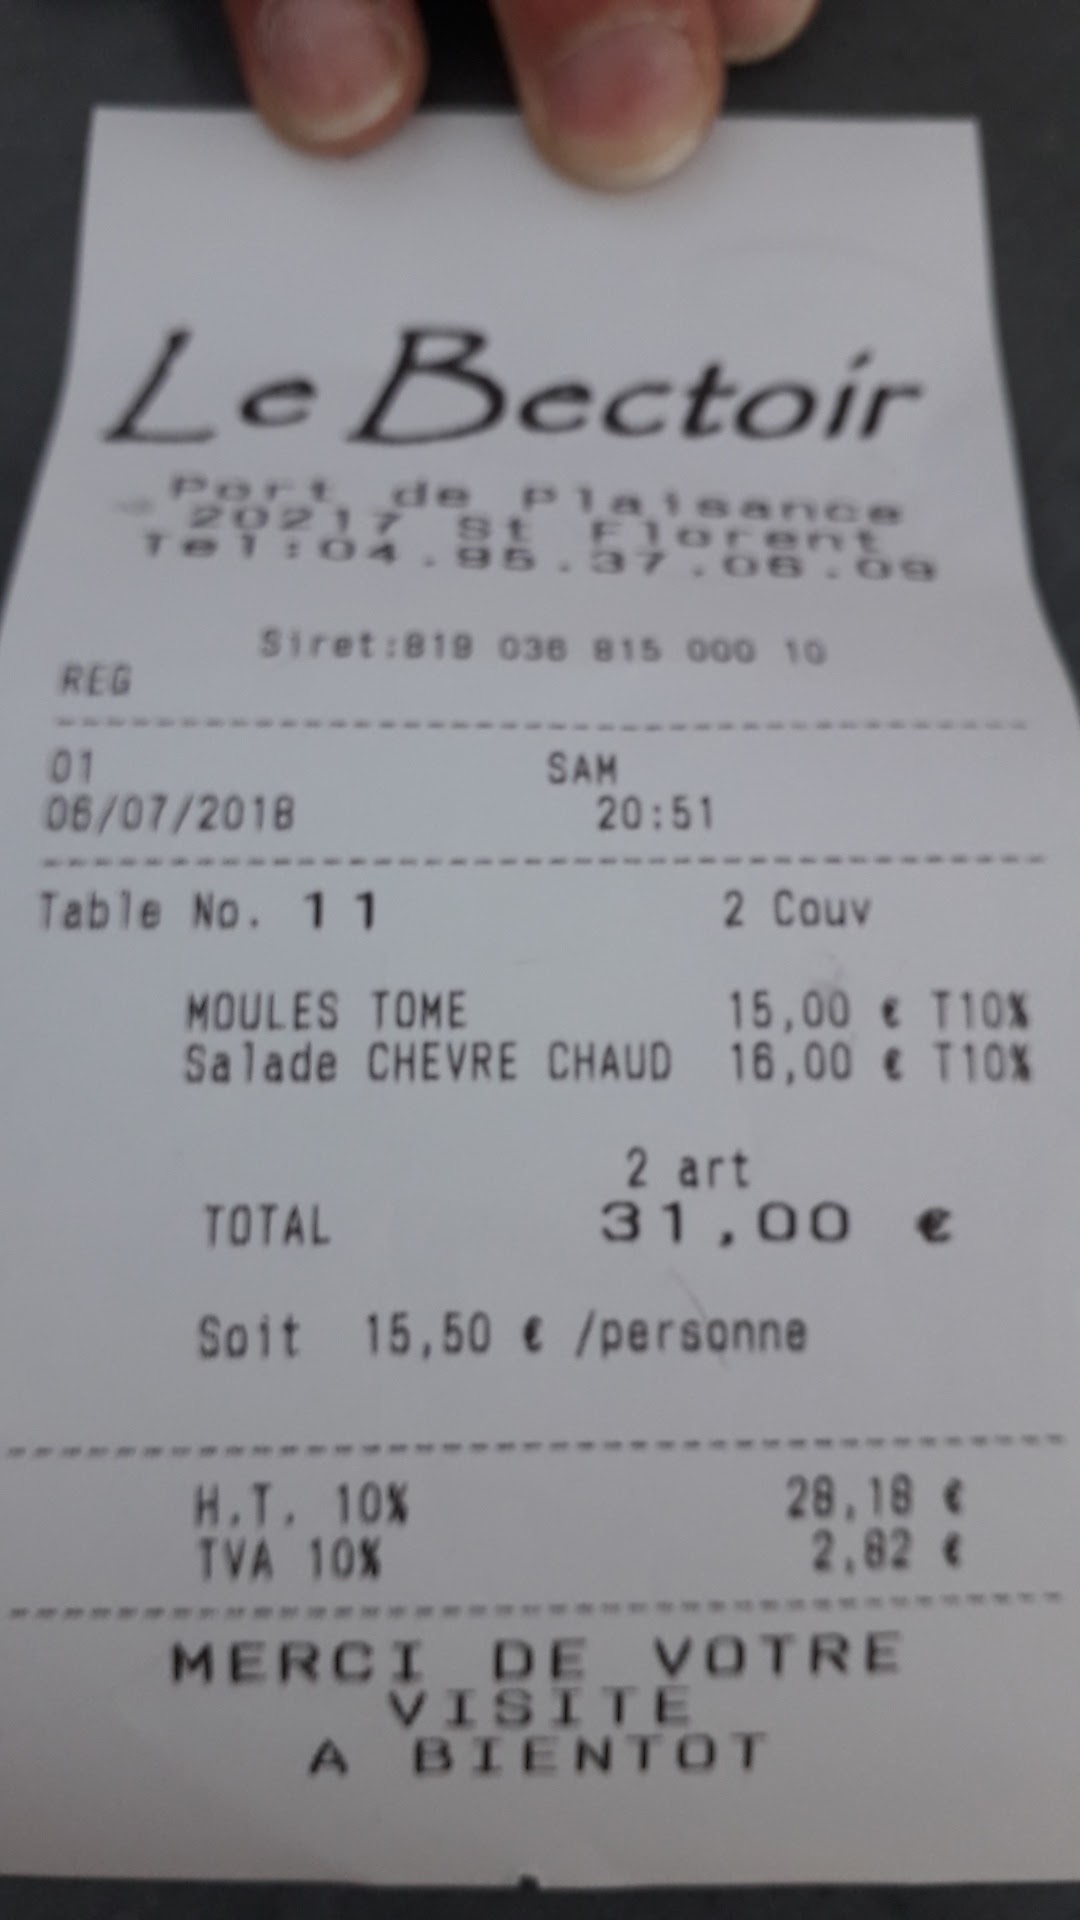 Le Bectoir
Port de plaisance
20217 St Florent
Tel:04.95.37.06.09
Siret:819 036 815 000 10
REG
01 SAM
06/07/2018 20:51
Table No. 11 2 Couv
MOULES TOME 15,00 € T10%
Salade CHEVRE CHAUD 16,00 € T10%
2 art
TOTAL 31,00 €
Soit 15,50 € /personne
H.T. 10% 28,18 €
TVA 10% 2,82 €
MERCI DE VOTRE
VISITE
A BIENTOT